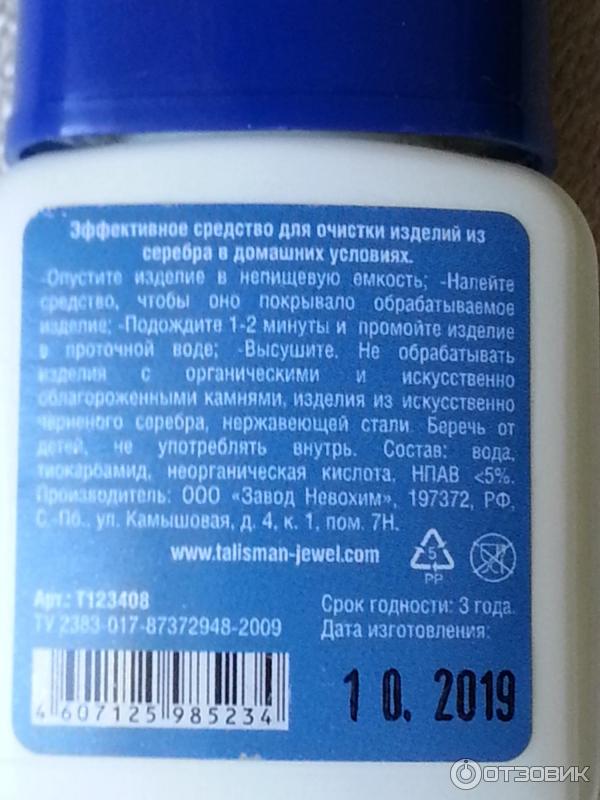 Эффективное средство для очистки изделий из
серебра в домашних условиях.
-Опустите изделие в непищевую емкость; -Налейте
средство, чтобы оно покрывало обрабатываемое
изделие; -Подождите 1-2 минуты и промойте изделие
в проточной воде; -Высушите. Не обрабатывать
изделия с органическими и искусственно
облагороженными камнями, изделия из искусственно
черненого серебра, нержавеющей стали. Беречь от
детей, не употреблять внутрь. Состав: вода,
тиокарбамид, неорганическая кислота, НПАВ <5%.
Производитель: ООО «Завод Невохим», 197372, РФ,
С.-Пб., ул. Камышовая, д. 4, к. 1, пом. 7Н.
www.talisman-jewel.com
5
PP
Арт.: Т123408
ТУ 2383-017-87372948-2009
Срок годности: 3 года.
Дата изготовления:
4 607125 985234
10. 2019
ОТЗОВИК